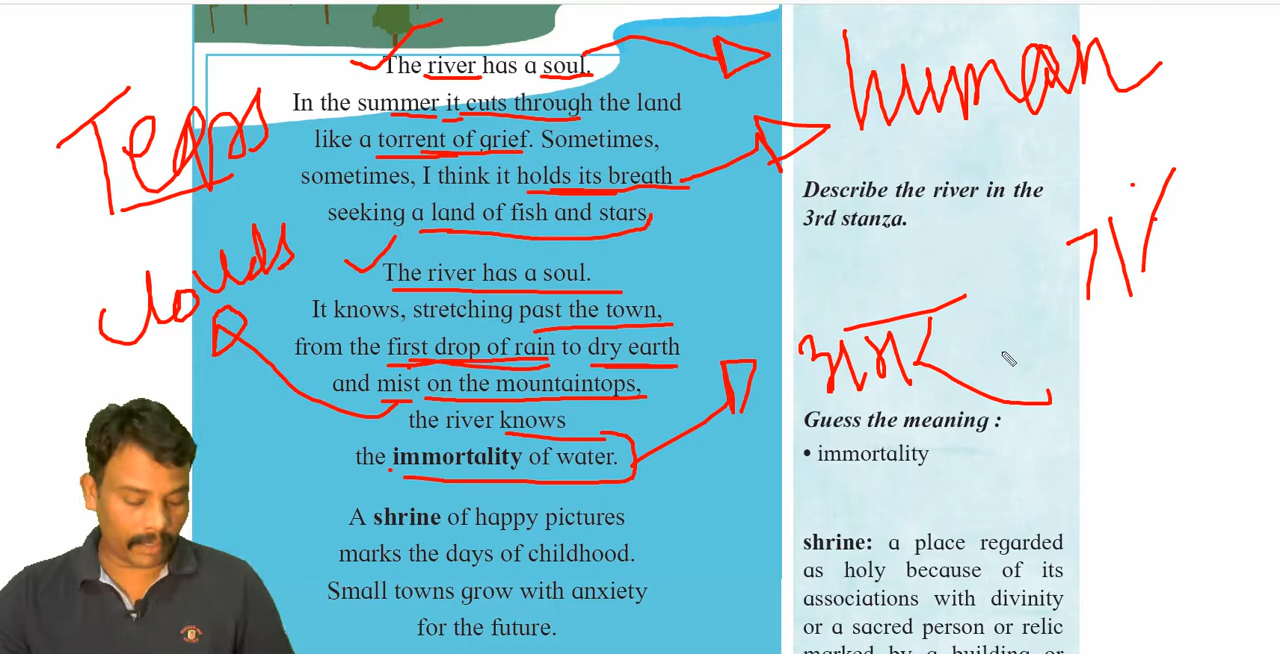 The river has a soul.
In the summer it cuts through the land
like a torrent of grief. Sometimes,
sometimes, I think it holds its breath
seeking a land of fish and stars
The river has a soul.
It knows, stretching past the town,
from the first drop of rain to dry earth
and mist on the mountaintops,
the river knows
the immortality of water.
A shrine of happy pictures
marks the days of childhood.
Small towns grow with anxiety
for the future.
Tears
clouds
human
Describe the river in the
3rd stanza.
अमर
Guess the meaning :
• immortality
shrine: a place regarded
as holy because of its
associations with divinity
or a sacred person or relic
marked by a building or